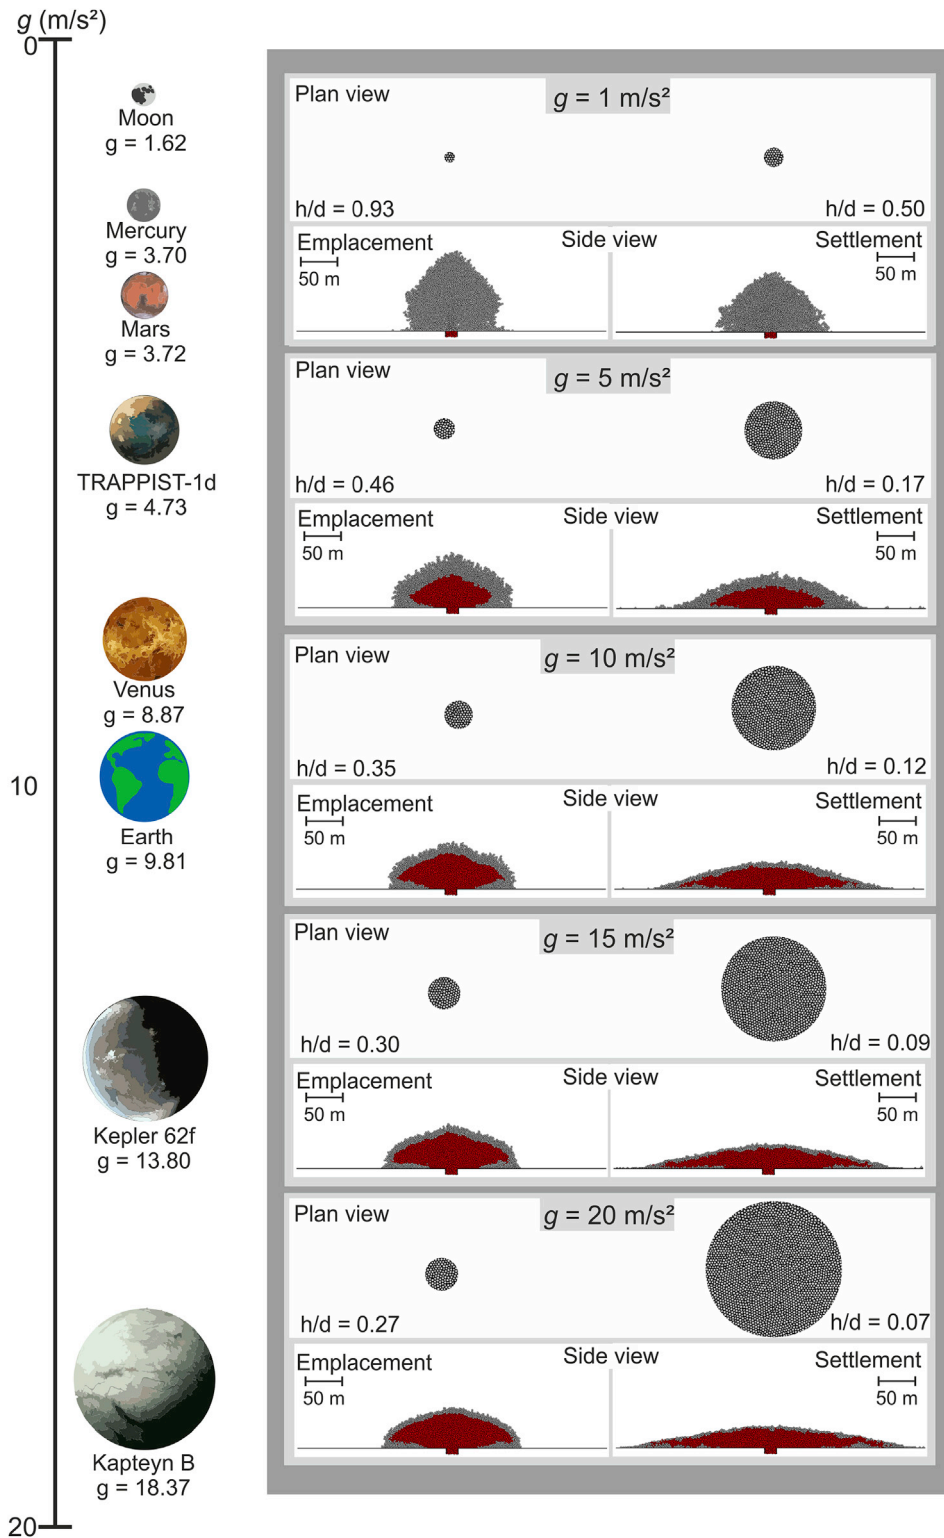 g (m/s²)
0
10
20
Moon
g = 1.62
Mercury
g = 3.70
Mars
g = 3.72
TRAPPIST-1d
g = 4.73
Venus
g = 8.87
Earth
g = 9.81
Kepler 62f
g = 13.80
Kapteyn B
g = 18.37
Plan view
g = 1 m/s²
h/d = 0.93
h/d = 0.50
Emplacement
Side view
Settlement
50 m
50 m
Plan view
g = 5 m/s²
h/d = 0.46
h/d = 0.17
Emplacement
Side view
Settlement
50 m
50 m
Plan view
g = 10 m/s²
h/d = 0.35
h/d = 0.12
Emplacement
Side view
Settlement
50 m
50 m
Plan view
g = 15 m/s²
h/d = 0.30
h/d = 0.09
Emplacement
Side view
Settlement
50 m
50 m
Plan view
g = 20 m/s²
h/d = 0.27
h/d = 0.07
Emplacement
Side view
Settlement
50 m
50 m